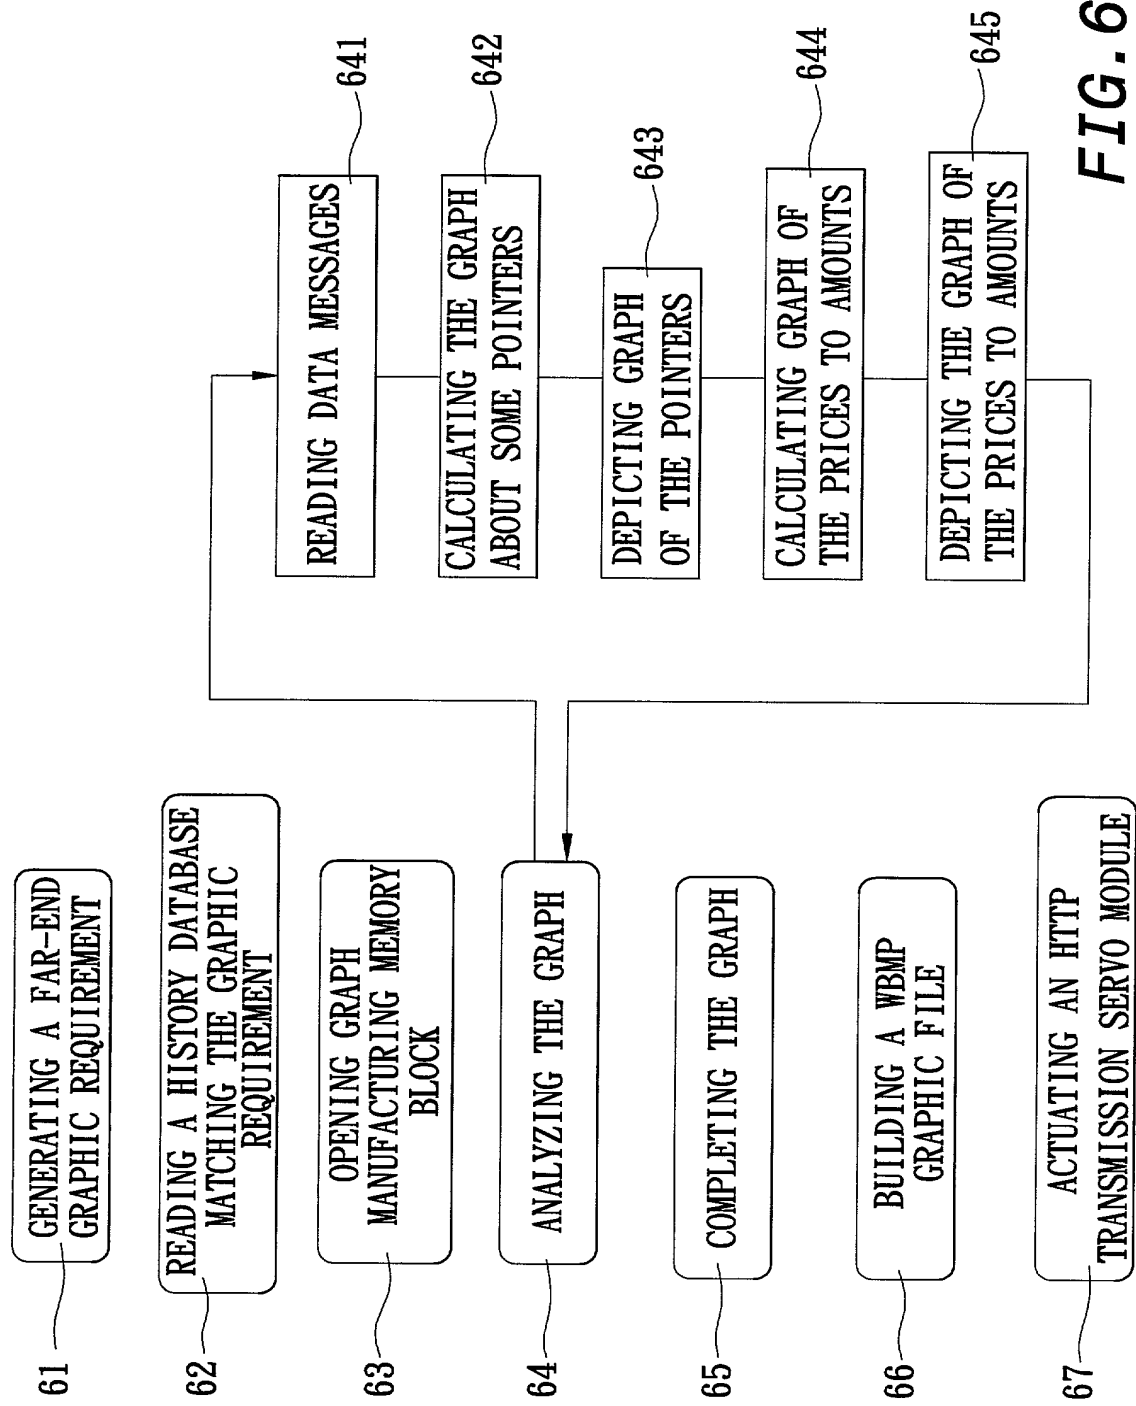 61
GENERATING A FAR-END
GRAPHIC REQUIREMENT
62
READING A HISTORY DATABASE
MATCHING THE GRAPHIC
REQUIREMENT
63
OPENING GRAPH
MANUFACTURING MEMORY
BLOCK
64
ANALYZING THE GRAPH
65
COMPLETING THE GRAPH
66
BUILDING A WBMP
GRAPHIC FILE
67
ACTUATING AN HTTP
TRANSMISSION SERVO MODULE
READING DATA MESSAGES
641
CALCULATING THE GRAPH
ABOUT SOME POINTERS
642
DEPICTING GRAPH
OF THE POINTERS
643
CALCULATING GRAPH OF
THE PRICES TO AMOUNTS
644
DEPICTING THE GRAPH OF
THE PRICES TO AMOUNTS
645
FIG.6